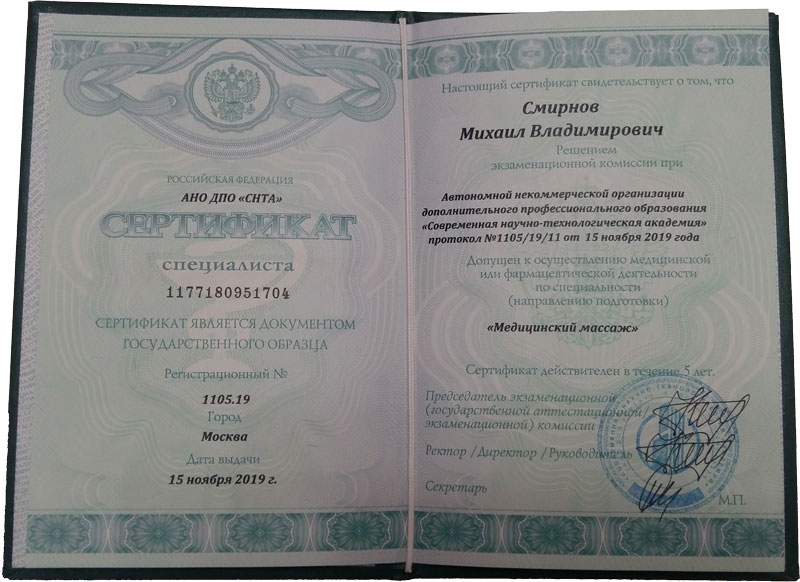 РОССИЙСКАЯ ФЕДЕРАЦИЯ
АНО ДПО «СНТА»
СЕРТИФИКАТ
специалиста
1177180951704
СЕРТИФИКАТ ЯВЛЯЕТСЯ ДОКУМЕНТОМ
ГОСУДАРСТВЕННОГО ОБРАЗЦА
Регистрационный №
1105.19
Город
Москва
Дата выдачи
15 ноября 2019 г.
Настоящий сертификат свидетельствует о том, что
Смирнов
Михаил Владимирович
Решением
экзаменационной комиссии при
Автономной некоммерческой организации
дополнительного профессионального образования
«Современная научно-технологическая академия»
протокол №1105/19/11 от 15 ноября 2019 года
Допущен к осуществлению медицинской
или фармацевтической деятельности
по специальности
(направлению подготовки)
«Медицинский массаж»
Сертификат действителен в течение 5 лет.
Председатель экзаменационной
(государственной аттестационной
экзаменационной) комиссии
Ректор /Директор /Руководитель
Секретарь
М.П.